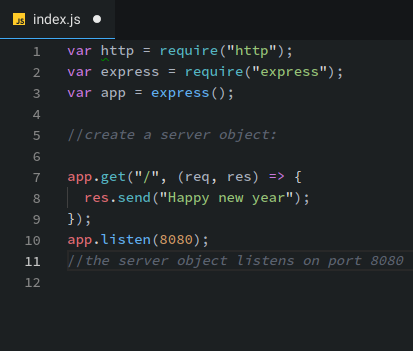 JS index.js
1 var http = require("http");
2 var express = require("express");
3 var app = express();
4
5 //create a server object:
6
7 app.get("/", (req, res) => {
8   res.send("Happy new year");
9 });
10 app.listen(8080);
11 //the server object listens on port 8080
12